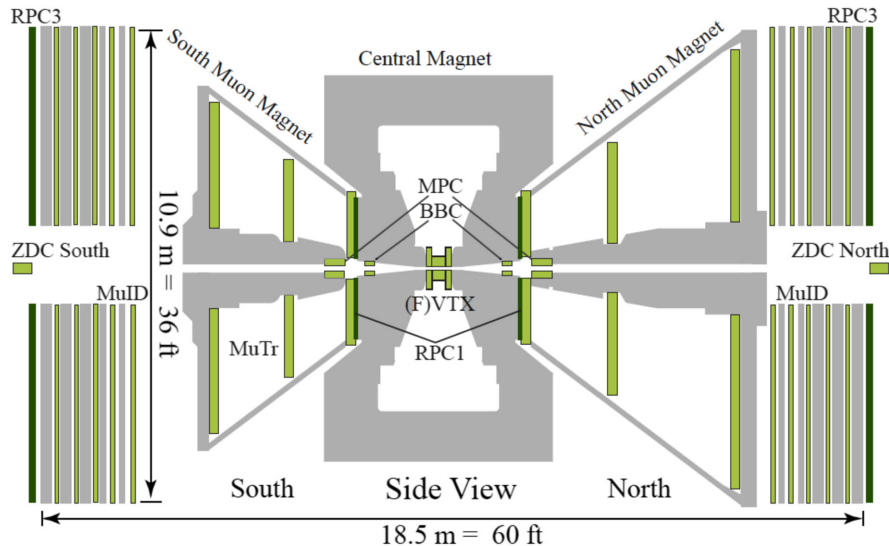 RPC3
RPC3
South Muon Magnet
Central Magnet
North Muon Magnet
MPC
BBC
10.9 m = 36 ft
ZDC South
ZDC North
MuID
(F)VTX
MuID
MuTr
RPC1
South
Side View
North
18.5 m = 60 ft